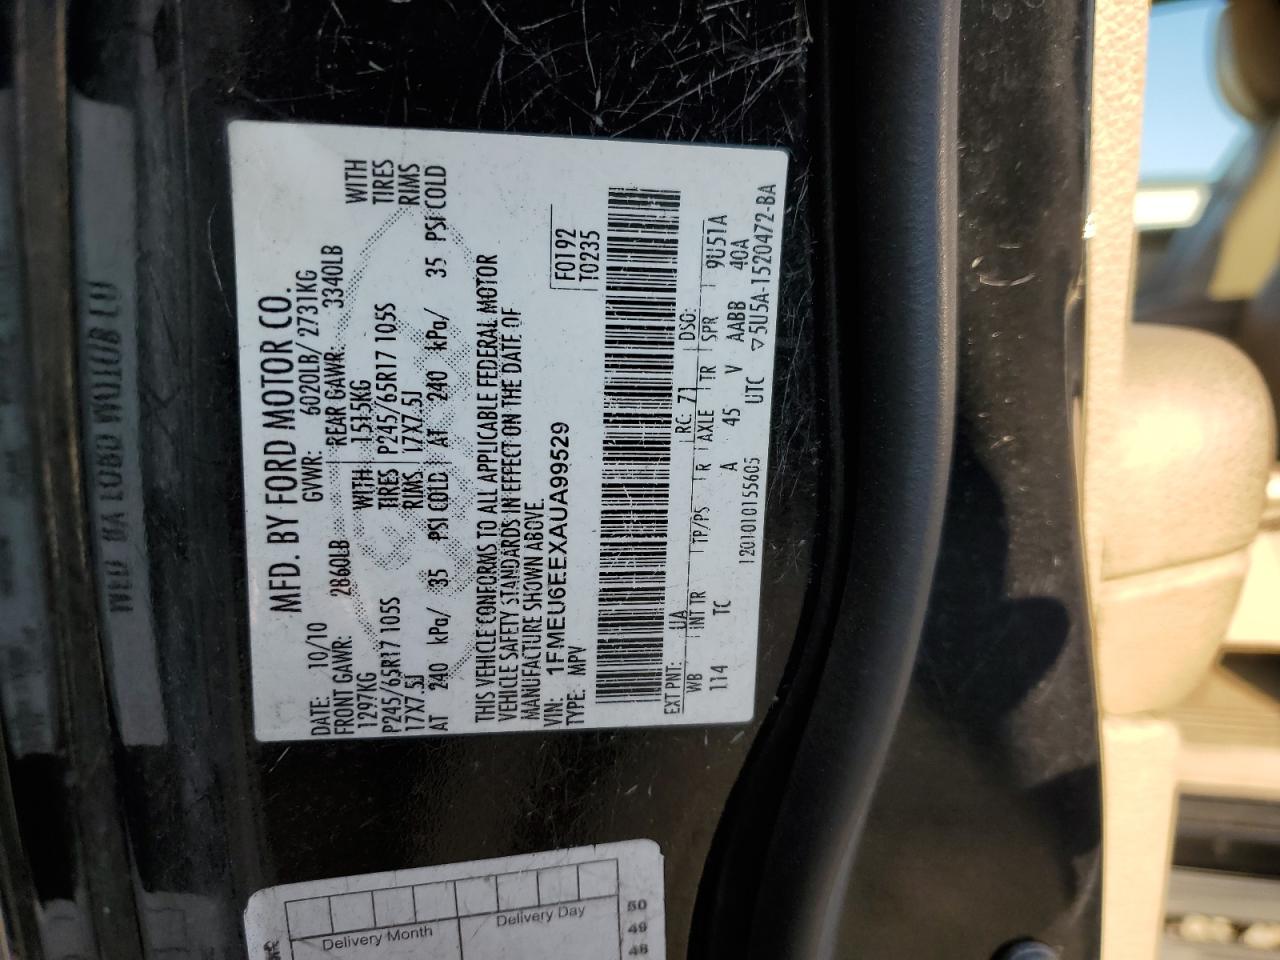 MFD. BY FORD MOTOR CO.
DATE: 10/10 GVWR: 6020LB/ 2731KG
FRONT GAWR: 2860LB REAR GAWR: 3340LB
1297KG WITH 1515KG WITH
P245/65R17 105S TIRES P245/65R17 105S TIRES
17X7.5J RIMS 17X7.5J RIMS
AT 240 kPa/ 35 PSI COLD AT 240 kPa/ 35 PSI COLD
THIS VEHICLE CONFORMS TO ALL APPLICABLE FEDERAL MOTOR
VEHICLE SAFETY STANDARDS IN EFFECT ON THE DATE OF
MANUFACTURE SHOWN ABOVE.
VIN: 1FMEU6EEXAUA99529 F0192
TYPE: MPV T0235
EXT PNT: UA RC: 71 DSO:
WB INT TR TP/PS R AXLE TR SPR 9U51A
114 TC A 45 V AABB 40A
1201010155605 UTC ▽5U5A-1520472-BA
Delivery Month Delivery Day
50
49
48